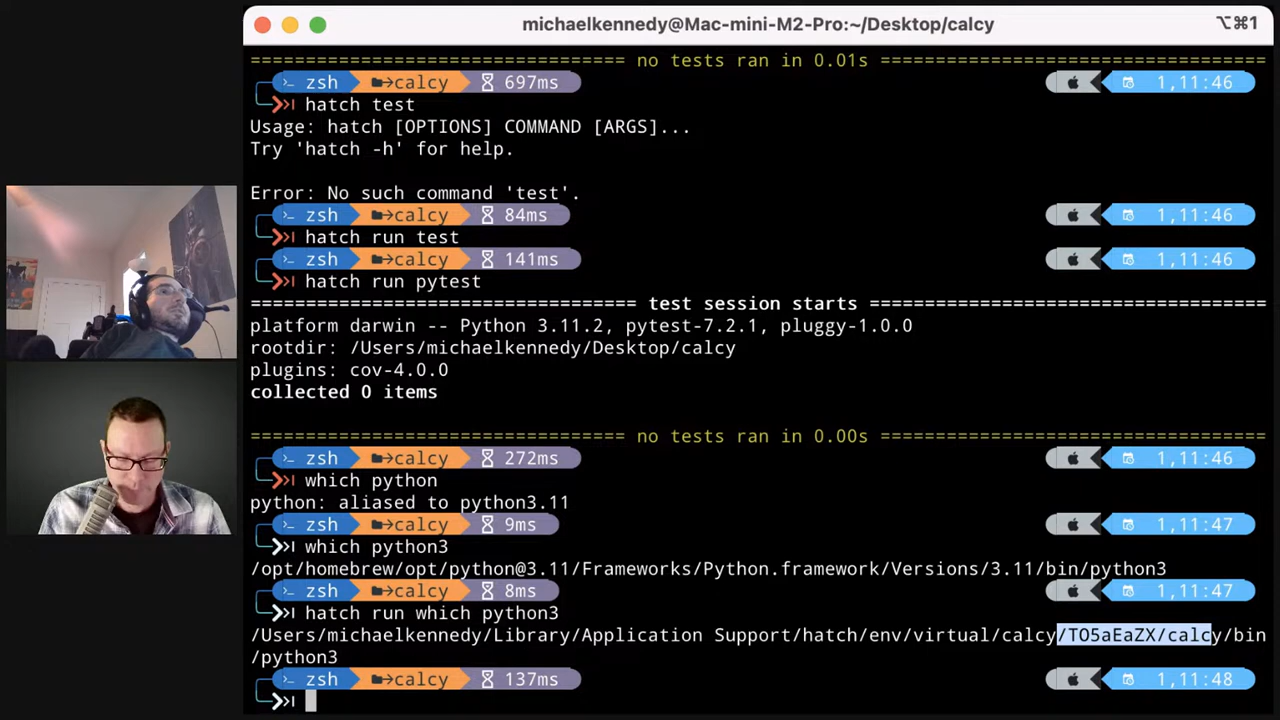 michaelkennedy@Mac-mini-M2-Pro:~/Desktop/calcy ⌥⌘1
================================== no tests ran in 0.01s ===================================
zsh calcy 697ms 1,11:46
hatch test
Usage: hatch [OPTIONS] COMMAND [ARGS]...
Try 'hatch -h' for help.
Error: No such command 'test'.
zsh calcy 84ms 1,11:46
hatch run test
zsh calcy 141ms 1,11:46
hatch run pytest
=================================== test session starts ====================================
platform darwin -- Python 3.11.2, pytest-7.2.1, pluggy-1.0.0
rootdir: /Users/michaelkennedy/Desktop/calcy
plugins: cov-4.0.0
collected 0 items
================================== no tests ran in 0.00s ===================================
zsh calcy 272ms 1,11:46
which python
python: aliased to python3.11
zsh calcy 9ms 1,11:47
which python3
/opt/homebrew/opt/python@3.11/Frameworks/Python.framework/Versions/3.11/bin/python3
zsh calcy 8ms 1,11:47
hatch run which python3
/Users/michaelkennedy/Library/Application Support/hatch/env/virtual/calcy/TO5aEaZX/calcy/bin
/python3
zsh calcy 137ms 1,11:48